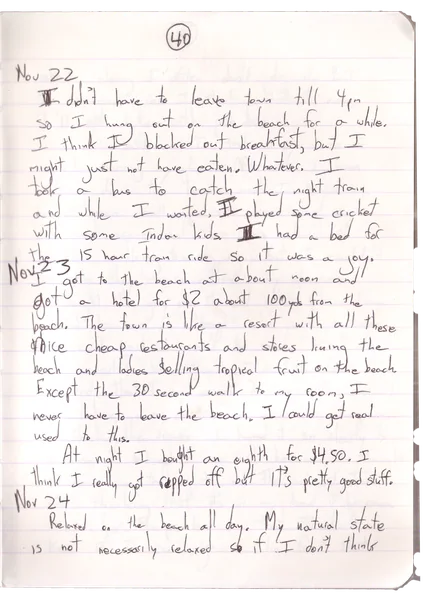 40
Nov 22
I didn't have to leave town till 4pm
so I hung out on the beach for a while.
I think I blocked out breakfast, but I
might just not have eaten. Whatever. I
took a bus to catch the night train
and while I waited, I played some cricket
with some Indian kids. I had a bed for
the 15 hour train ride so it was a joy.
Nov 23
I got to the beach at about noon and
got a hotel for $2 about 100yds from the
beach. The town is like a resort with all these
nice cheap restaurants and stores lining the
beach and ladies selling tropical fruit on the beach
Except the 30 second walk to my room, I
never have to leave the beach. I could get real
used to this.
At night I bought an eighth for $4.50. I
think I really got ripped off but it's pretty good stuff.
Nov 24
Relaxed on the beach all day. My natural state
is not necessarily relaxed so if I don't think